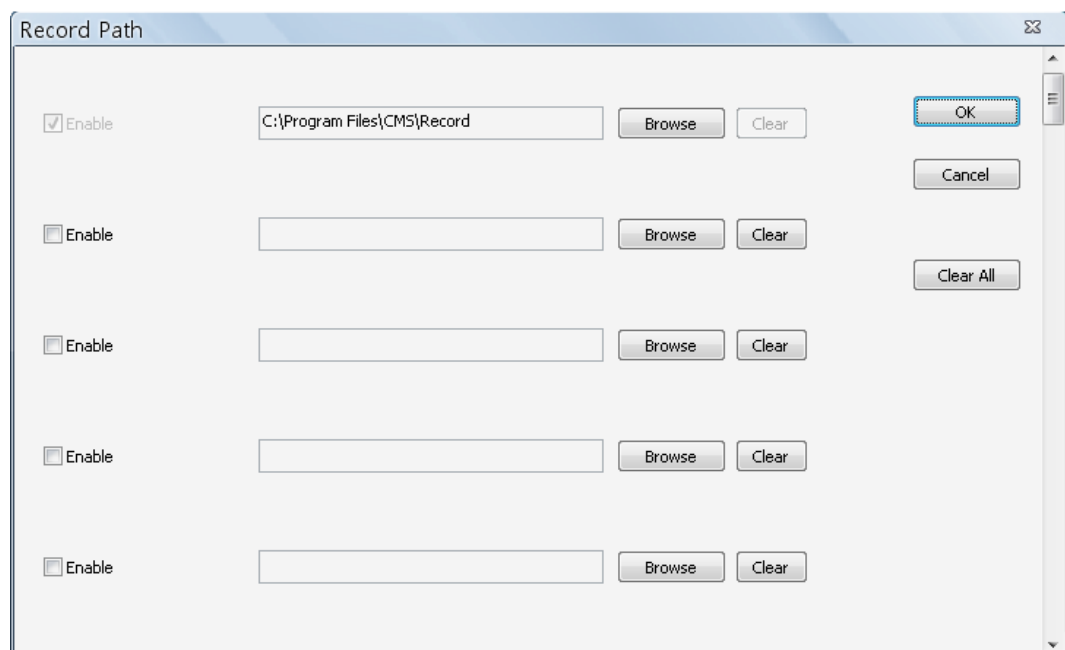 Record Path
Enable C:\Program Files\CMS\Record Browse Clear OK
Cancel
Enable Browse Clear
Clear All
Enable Browse Clear
Enable Browse Clear
Enable Browse Clear